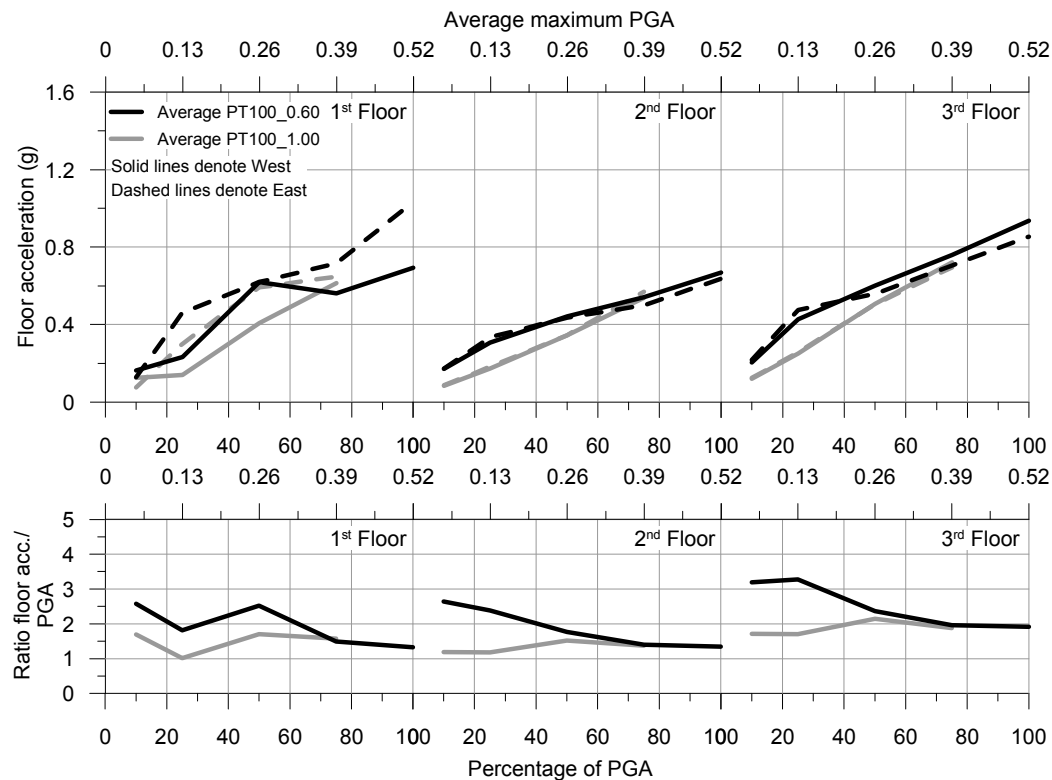 Average maximum PGA
0 0.13 0.26 0.39 0.52 0.13 0.26 0.39 0.52 0.13 0.26 0.39 0.52
1.6
1.2
0.8
0.4
0
Floor acceleration (g)
Average PT100_0.60
Average PT100_1.00
Solid lines denote West
Dashed lines denote East
1st Floor
2nd Floor
3rd Floor
0 20 40 60 80 100 0 20 40 60 80 100 0 20 40 60 80 100
0 0.13 0.26 0.39 0.52 0.13 0.26 0.39 0.52 0.13 0.26 0.39 0.52
5
4
3
2
1
0
Ratio floor acc./
PGA
1st Floor
2nd Floor
3rd Floor
0 20 40 60 80 100 0 20 40 60 80 100 0 20 40 60 80 100
Percentage of PGA